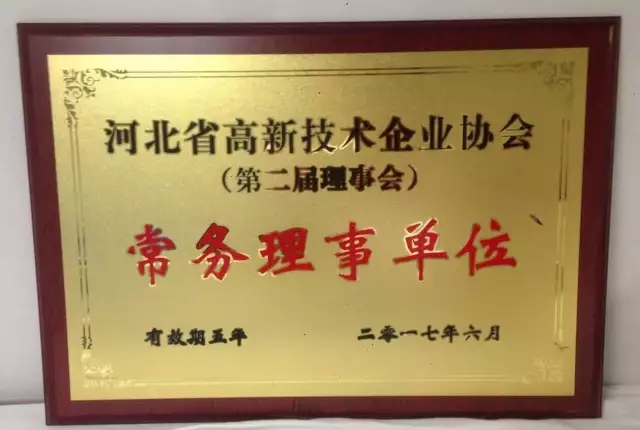 河北省高新技术企业协会
（第二届理事会）
常务理事单位
有效期五年 二零一七年六月